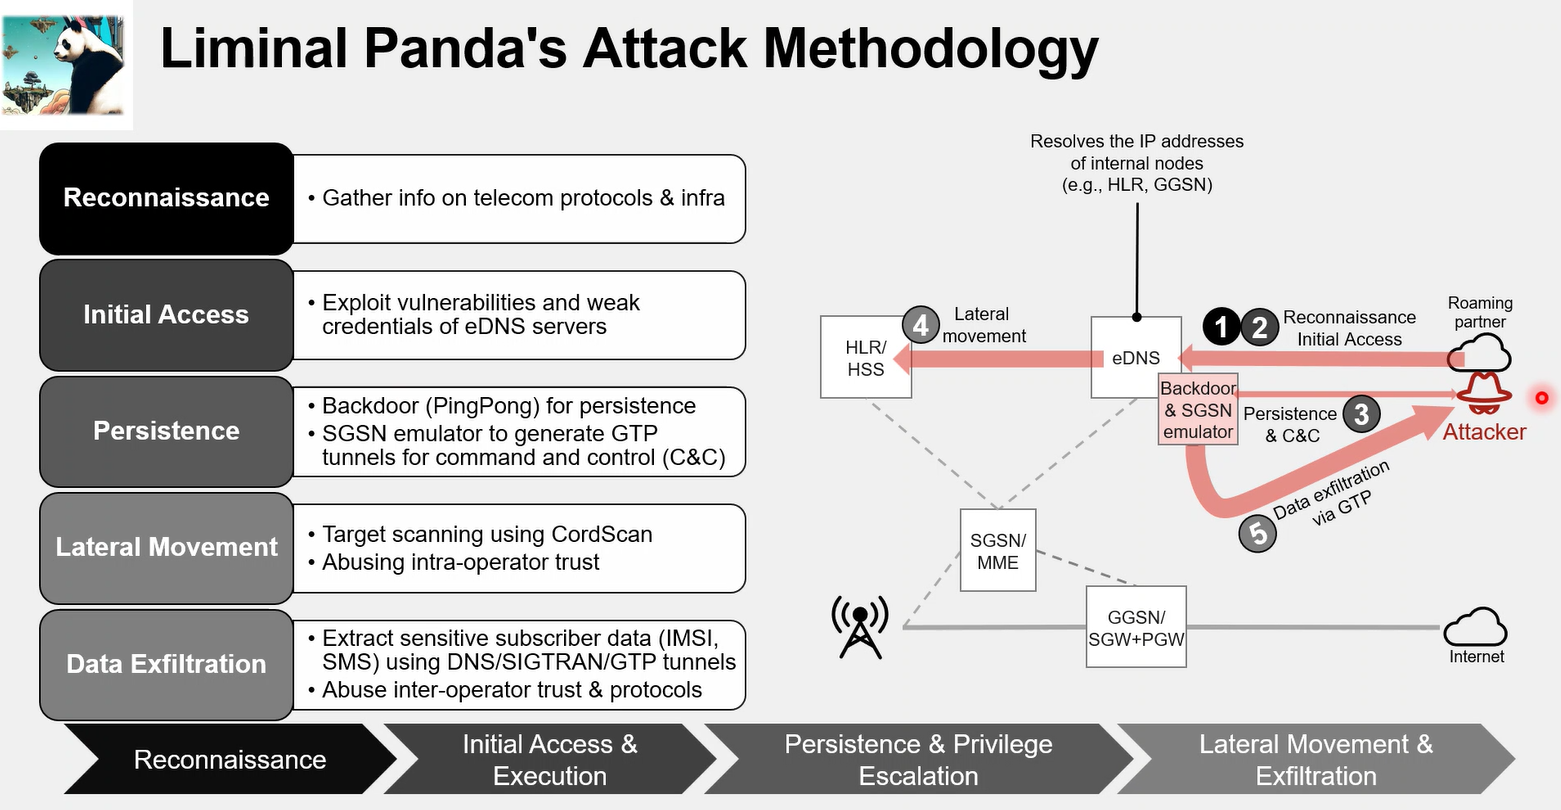 Liminal Panda's Attack Methodology
Reconnaissance
• Gather info on telecom protocols & infra
Initial Access
• Exploit vulnerabilities and weak
credentials of eDNS servers
Persistence
• Backdoor (PingPong) for persistence
• SGSN emulator to generate GTP
tunnels for command and control (C&C)
Lateral Movement
• Target scanning using CordScan
• Abusing intra-operator trust
Data Exfiltration
• Extract sensitive subscriber data (IMSI,
SMS) using DNS/SIGTRAN/GTP tunnels
• Abuse inter-operator trust & protocols
Resolves the IP addresses
of internal nodes
(e.g., HLR, GGSN)
HLR/
HSS
4
Lateral
movement
eDNS
1 2
Reconnaissance
Initial Access
Roaming
partner
Backdoor
& SGSN
emulator
Persistence
& C&C
3
Attacker
5
Data exfiltration
via GTP
SGSN/
MME
GGSN/
SGW+PGW
Internet
Reconnaissance
Initial Access &
Execution
Persistence & Privilege
Escalation
Lateral Movement &
Exfiltration